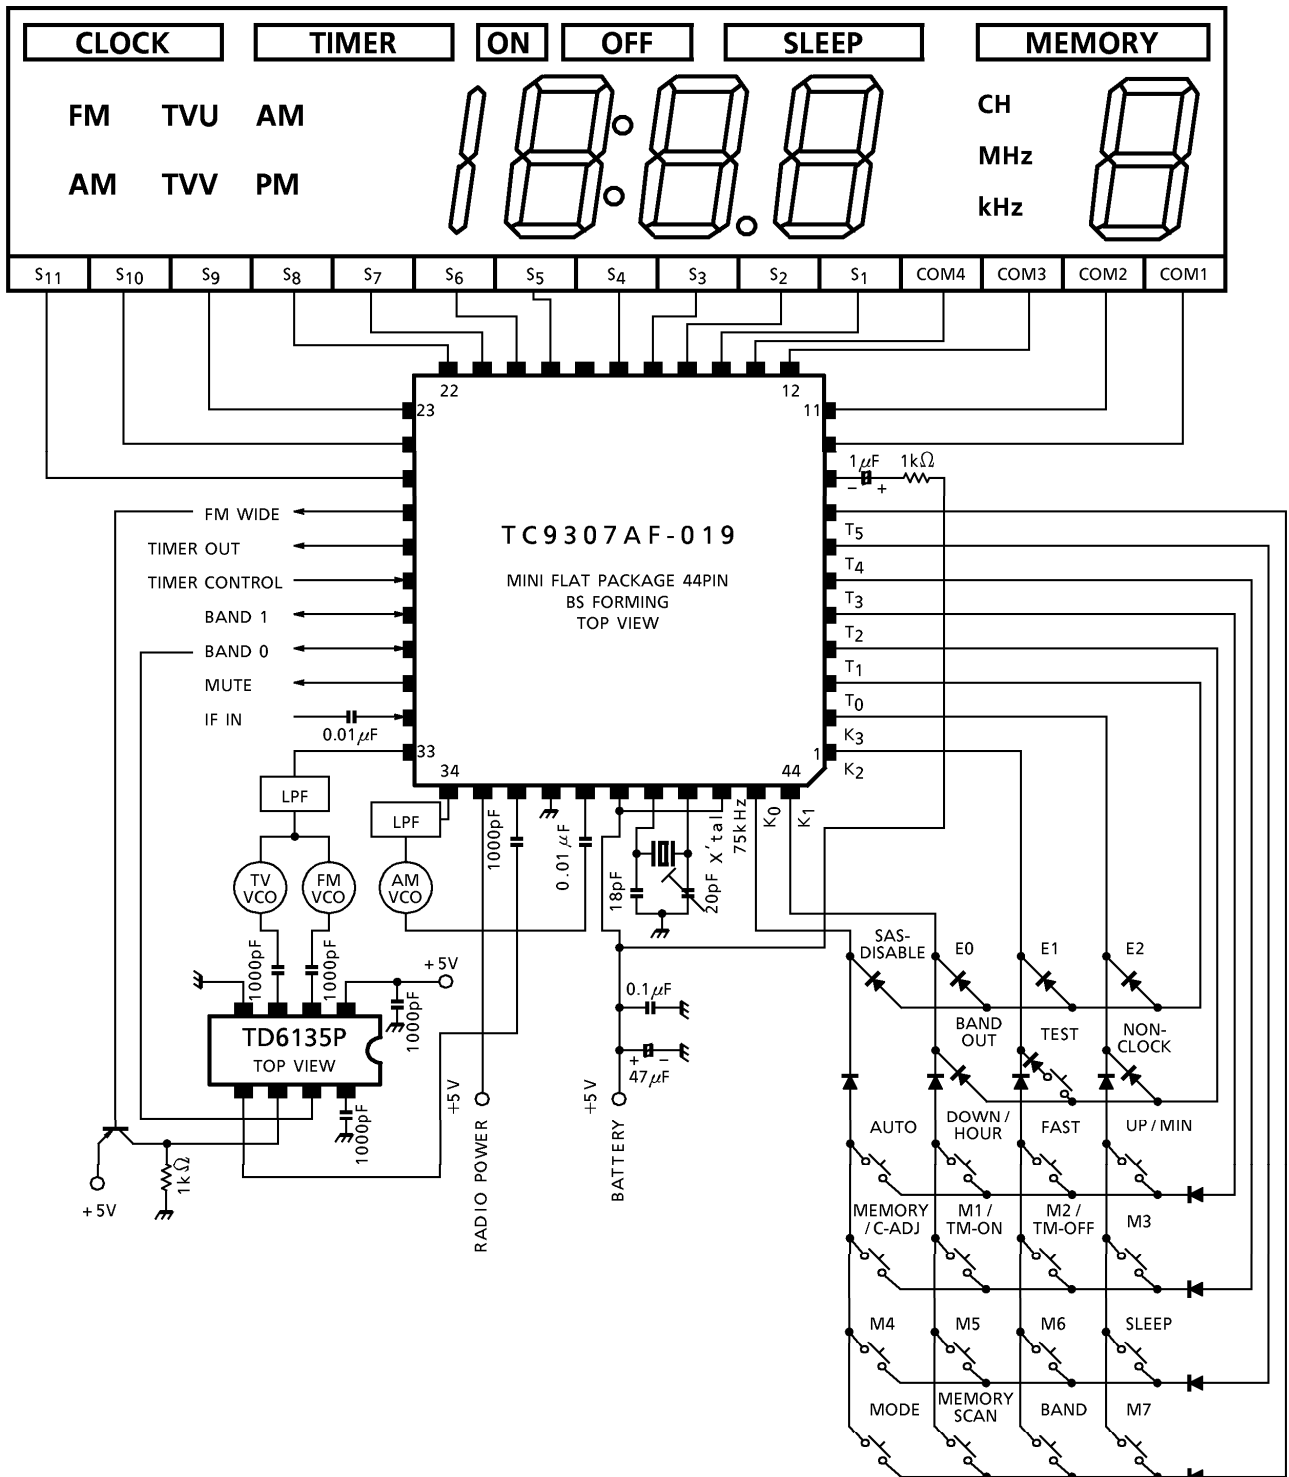 CLOCK TIMER ON OFF SLEEP MEMORY
FM TVU AM CH
MHz
AM TVV PM kHz
S11 S10 S9 S8 S7 S6 S5 S4 S3 S2 S1 COM4 COM3 COM2 COM1
22 12
23 11
1μF 1kΩ
− +
FM WIDE
TIMER OUT
TIMER CONTROL
BAND 1
BAND 0
MUTE
IF IN
0.01μF
TC9307AF-019
MINI FLAT PACKAGE 44PIN
BS FORMING
TOP VIEW
T5
T4
T3
T2
T1
T0
K3
K2
33 1
34 44
LPF
LPF
1000pF
0.01μF
X'tal
75kHz
K0
K1
TV
VCO
FM
VCO
AM
VCO
18pF
20pF
1000pF
1000pF
+5V
1000pF
TD6135P
TOP VIEW
1000pF
1kΩ
+5V
+5V
RADIO POWER
0.1μF
+ −
47μF
+5V
BATTERY
SAS-
DISABLE
E0 E1 E2
BAND
OUT
TEST
NON-
CLOCK
AUTO
DOWN/
HOUR
FAST
UP/MIN
MEMORY
/C-ADJ
M1/
TM-ON
M2/
TM-OFF
M3
M4 M5 M6 SLEEP
MODE
MEMORY
SCAN
BAND
M7